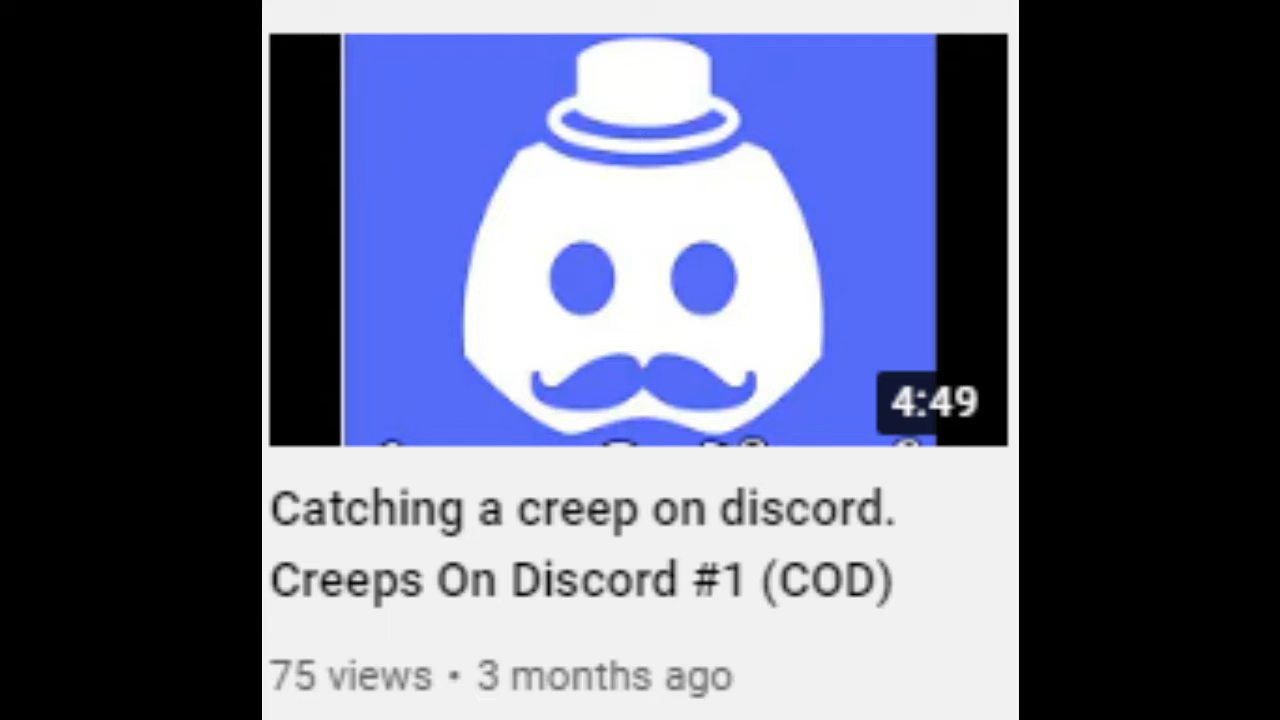 4:49
Catching a creep on discord.
Creeps On Discord #1 (COD)
75 views • 3 months ago